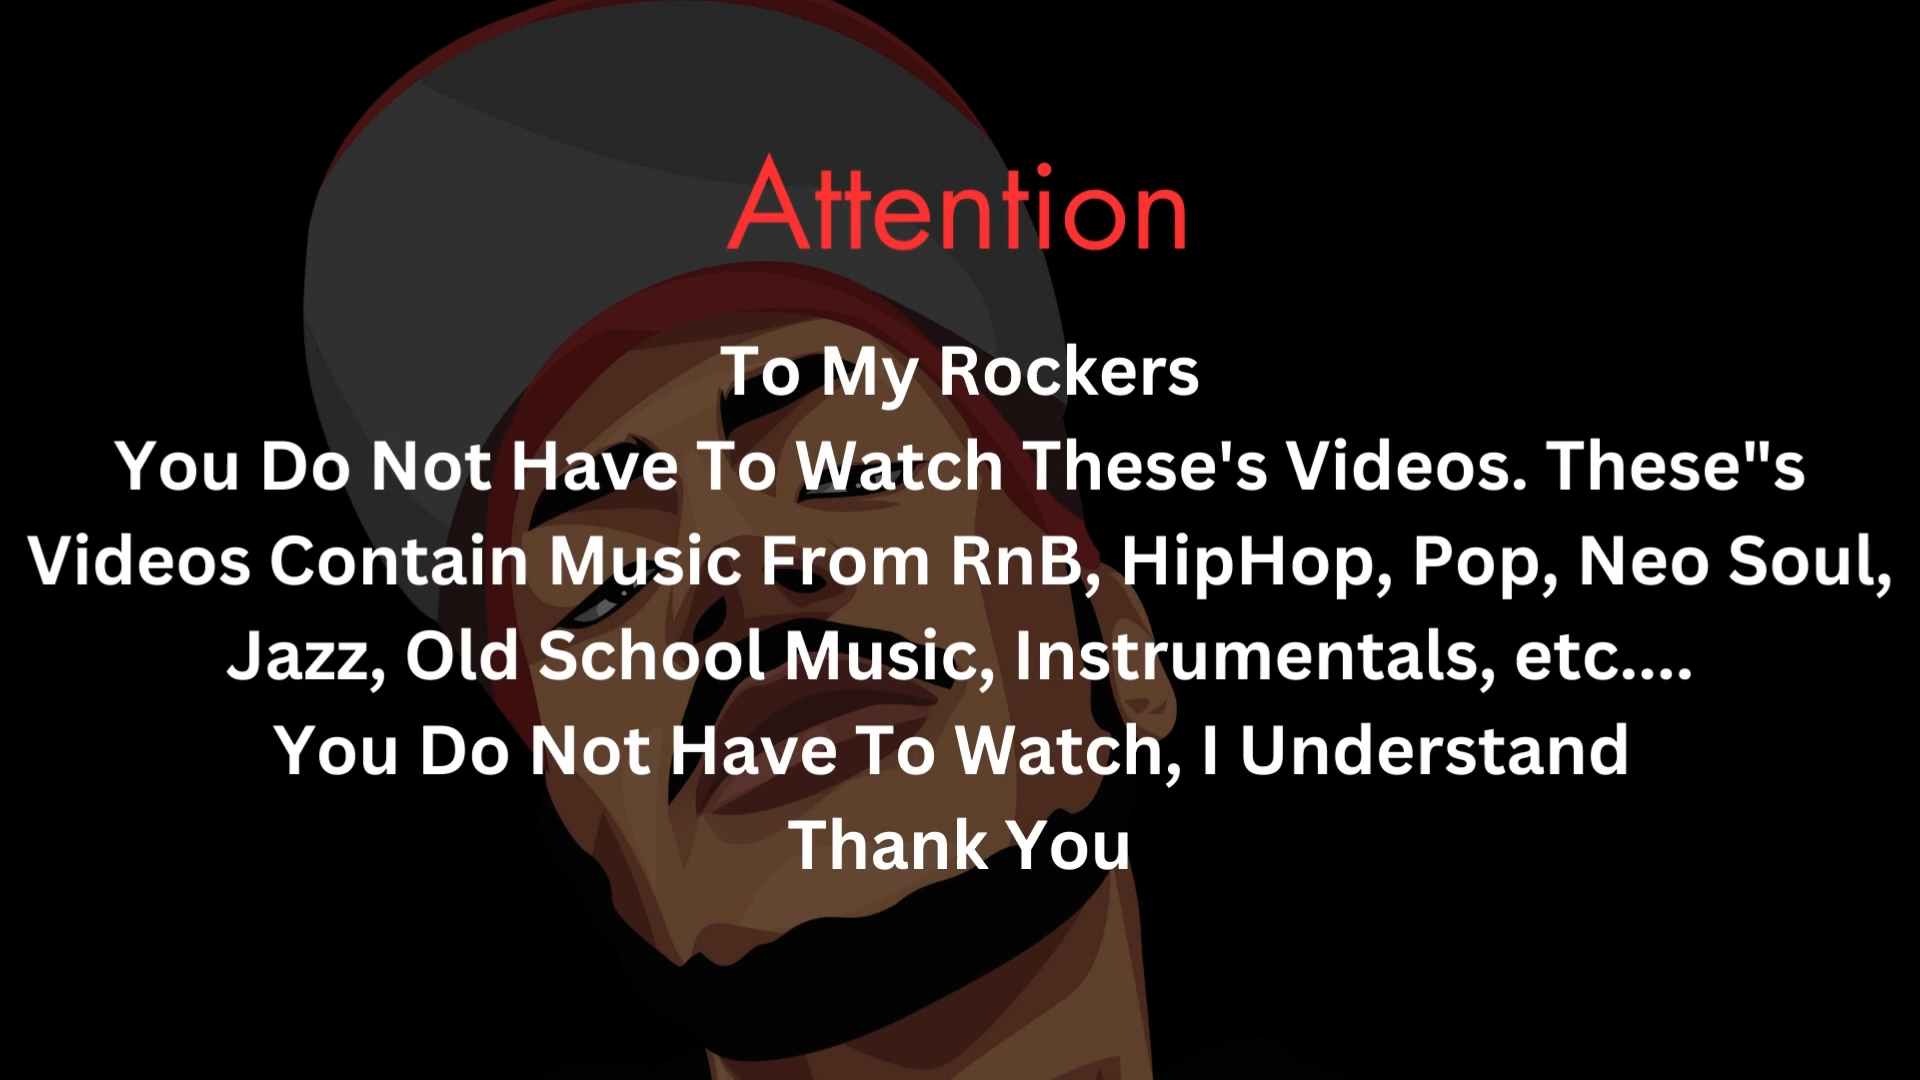 Attention
To My Rockers
You Do Not Have To Watch These's Videos. These"s
Videos Contain Music From RnB, HipHop, Pop, Neo Soul,
Jazz, Old School Music, Instrumentals, etc....
You Do Not Have To Watch, I Understand
Thank You